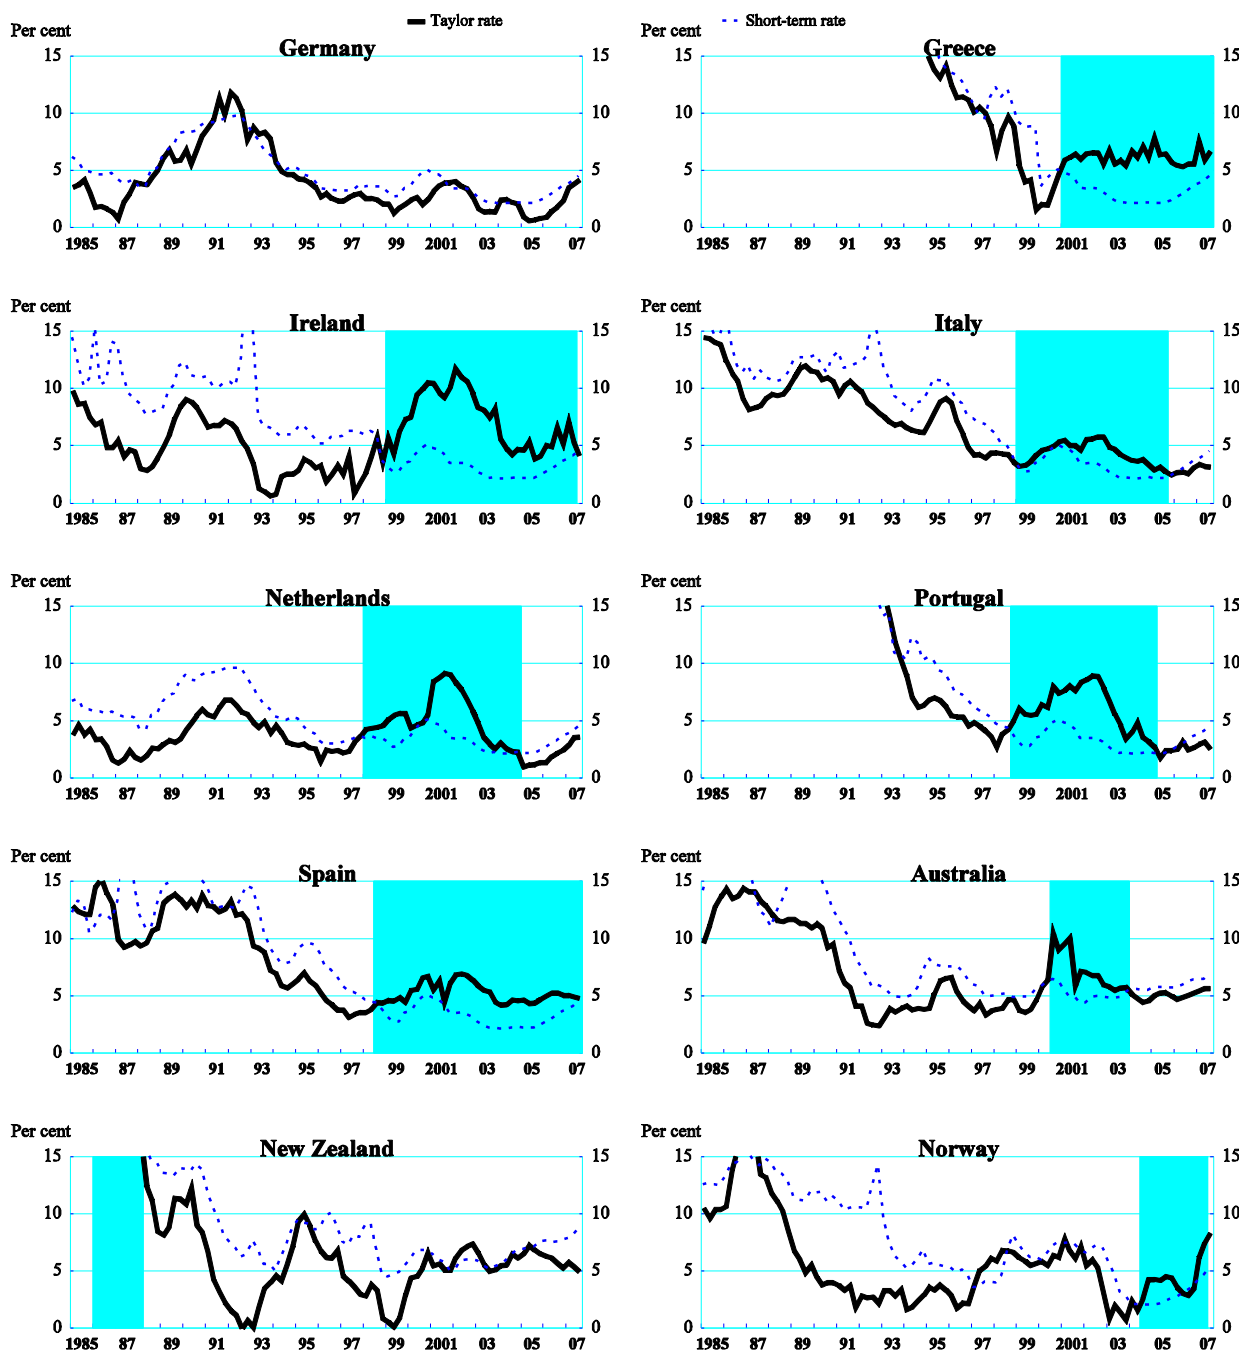 Taylor rate Short-term rate
Per cent Germany Per cent Greece
15 15 15 15
10 10 10 10
5 5 5 5
0 0 0 0
1985 87 89 91 93 95 97 99 2001 03 05 07 1985 87 89 91 93 95 97 99 2001 03 05 07
Per cent Ireland Per cent Italy
15 15 15 15
10 10 10 10
5 5 5 5
0 0 0 0
1985 87 89 91 93 95 97 99 2001 03 05 07 1985 87 89 91 93 95 97 99 2001 03 05 07
Per cent Netherlands Per cent Portugal
15 15 15 15
10 10 10 10
5 5 5 5
0 0 0 0
1985 87 89 91 93 95 97 99 2001 03 05 07 1985 87 89 91 93 95 97 99 2001 03 05 07
Per cent Spain Per cent Australia
15 15 15 15
10 10 10 10
5 5 5 5
0 0 0 0
1985 87 89 91 93 95 97 99 2001 03 05 07 1985 87 89 91 93 95 97 99 2001 03 05 07
Per cent New Zealand Per cent Norway
15 15 15 15
10 10 10 10
5 5 5 5
0 0 0 0
1985 87 89 91 93 95 97 99 2001 03 05 07 1985 87 89 91 93 95 97 99 2001 03 05 07